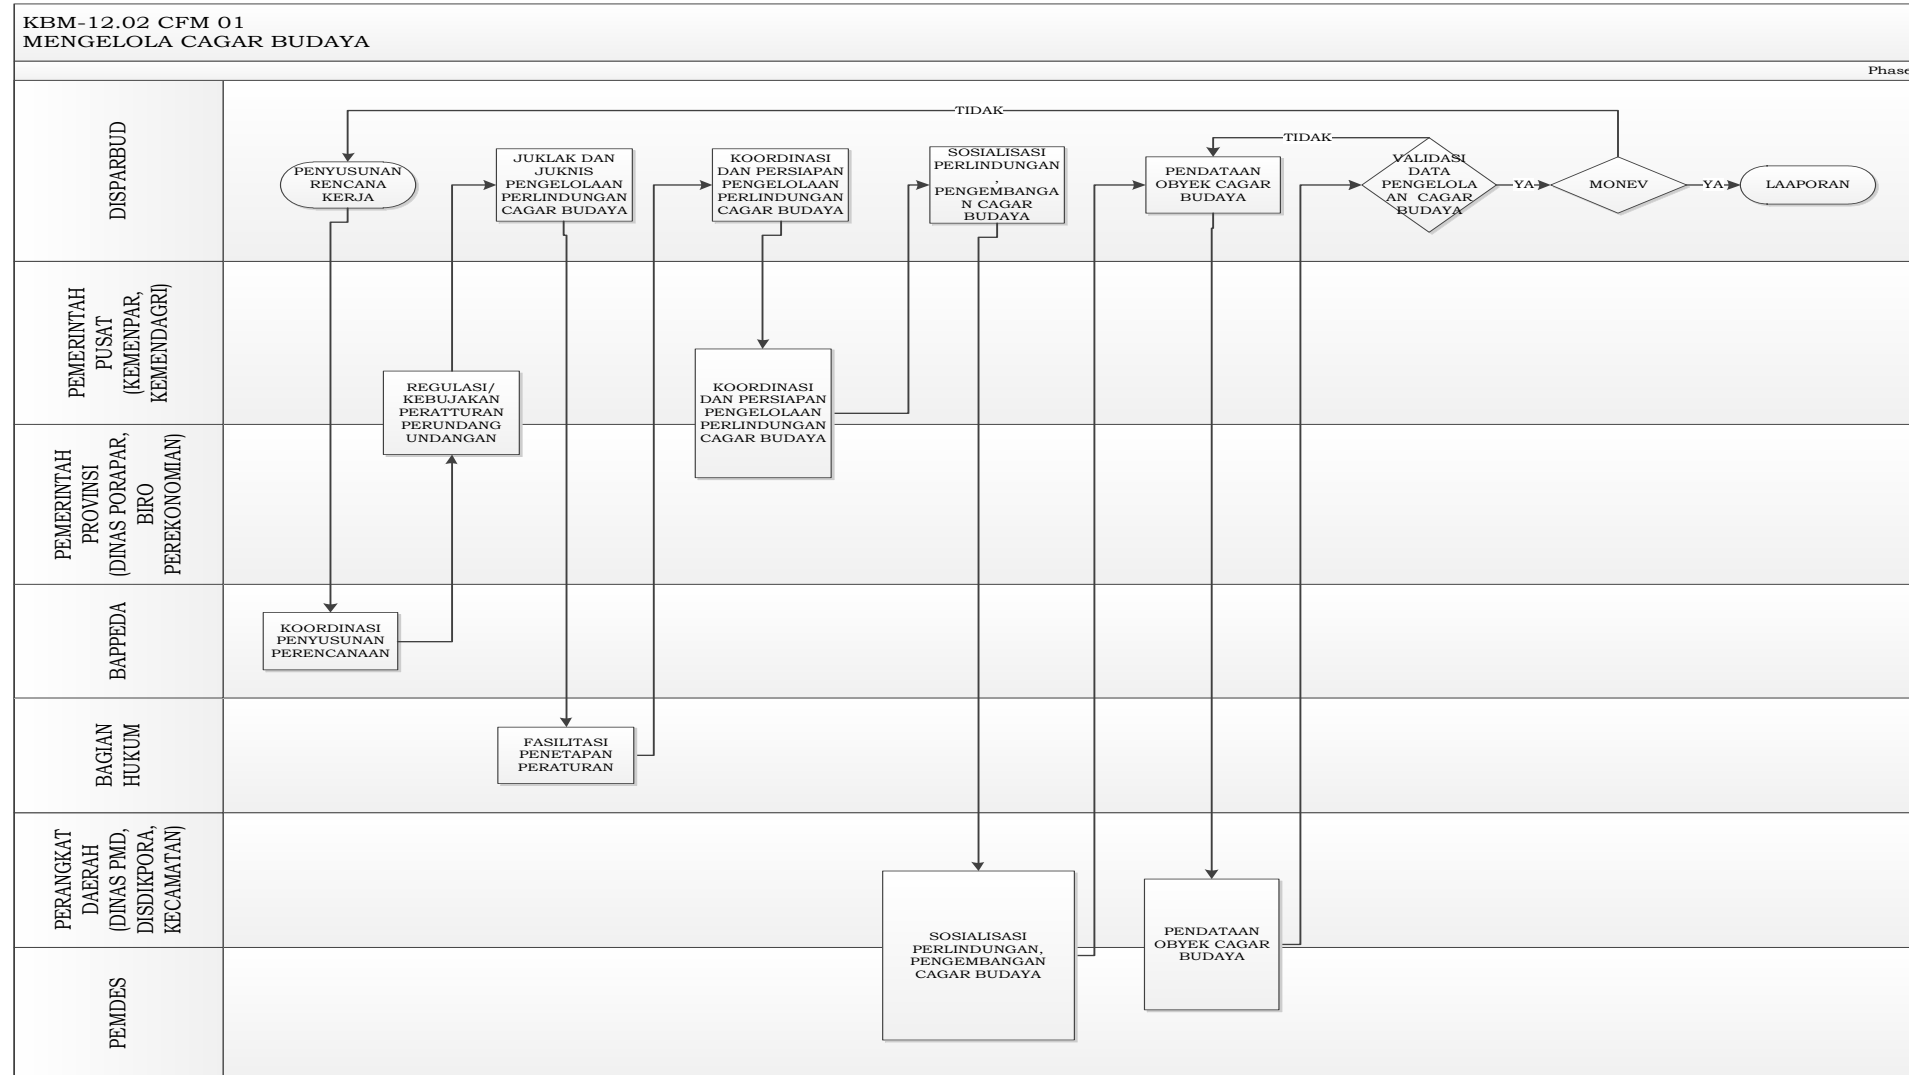 KBM-12.02 CFM 01
MENGELOLA CAGAR BUDAYA
Phase
DISPARBUD
TIDAK
TIDAK
PENYUSUNAN
RENCANA
KERJA
JUKLAK DAN
JUKNIS
PENGELOLAAN
PERLINDUNGAN
CAGAR BUDAYA
KOORDINASI
DAN PERSIAPAN
PENGELOLAAN
PERLINDUNGAN
CAGAR BUDAYA
SOSIALISASI
PERLINDUNGAN
,
PENGEMBANGA
N CAGAR
BUDAYA
PENDATAAN
OBYEK CAGAR
BUDAYA
VALIDASI
DATA
PENGELOLA
AN CAGAR
BUDAYA
YA
MONEV
YA
LAAPORAN
PEMERINTAH
PUSAT
(KEMENPAR,
KEMENDAGRI)
REGULASI/
KEBUJAKAN
PERATTURAN
PERUNDANG
UNDANGAN
KOORDINASI
DAN PERSIAPAN
PENGELOLAAN
PERLINDUNGAN
CAGAR BUDAYA
PEMERINTAH
PROVINSI
(DINAS PORAPAR,
BIRO
PEREKONOMIAN)
BAPPEDA
KOORDINASI
PENYUSUNAN
PERENCANAAN
BAGIAN
HUKUM
FASILITASI
PENETAPAN
PERATURAN
PERANGKAT
DAERAH
(DINAS PMD,
DISDIKPORA,
KECAMATAN)
SOSIALISASI
PERLINDUNGAN,
PENGEMBANGAN
CAGAR BUDAYA
PENDATAAN
OBYEK CAGAR
BUDAYA
PEMDES